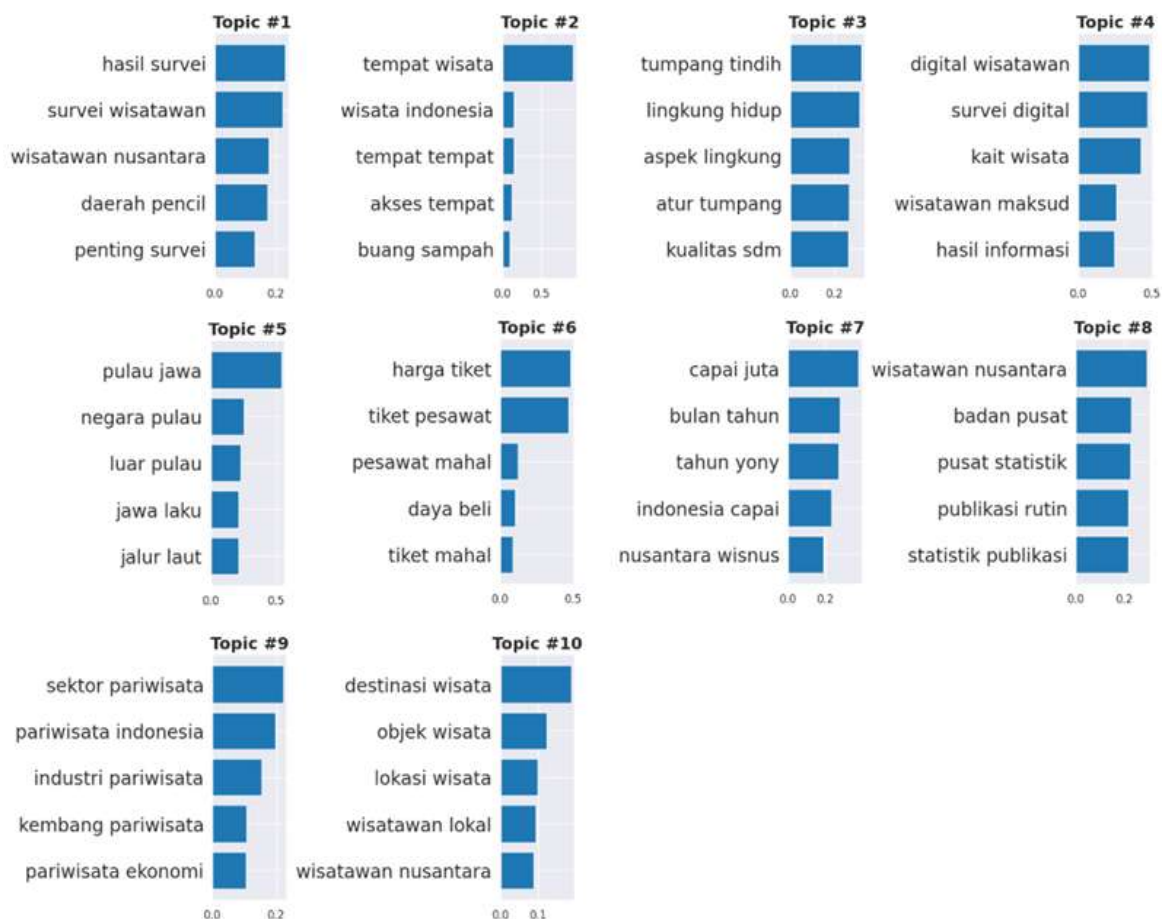 Topic #1
hasil survei
survei wisatawan
wisatawan nusantara
daerah pencil
penting survei
0.0 0.2
Topic #2
tempat wisata
wisata indonesia
tempat tempat
akses tempat
buang sampah
0.0 0.5
Topic #3
tumpang tindih
lingkung hidup
aspek lingkung
atur tumpang
kualitas sdm
0.0 0.2
Topic #4
digital wisatawan
survei digital
kait wisata
wisatawan maksud
hasil informasi
0.0 0.5
Topic #5
pulau jawa
negara pulau
luar pulau
jawa laku
jalur laut
0.0 0.5
Topic #6
harga tiket
tiket pesawat
pesawat mahal
daya beli
tiket mahal
0.0 0.5
Topic #7
capai juta
bulan tahun
tahun yony
indonesia capai
nusantara wisnus
0.0 0.2
Topic #8
wisatawan nusantara
badan pusat
pusat statistik
publikasi rutin
statistik publikasi
0.0 0.2
Topic #9
sektor pariwisata
pariwisata indonesia
industri pariwisata
kembang pariwisata
pariwisata ekonomi
0.0 0.2
Topic #10
destinasi wisata
objek wisata
lokasi wisata
wisatawan lokal
wisatawan nusantara
0.0 0.1